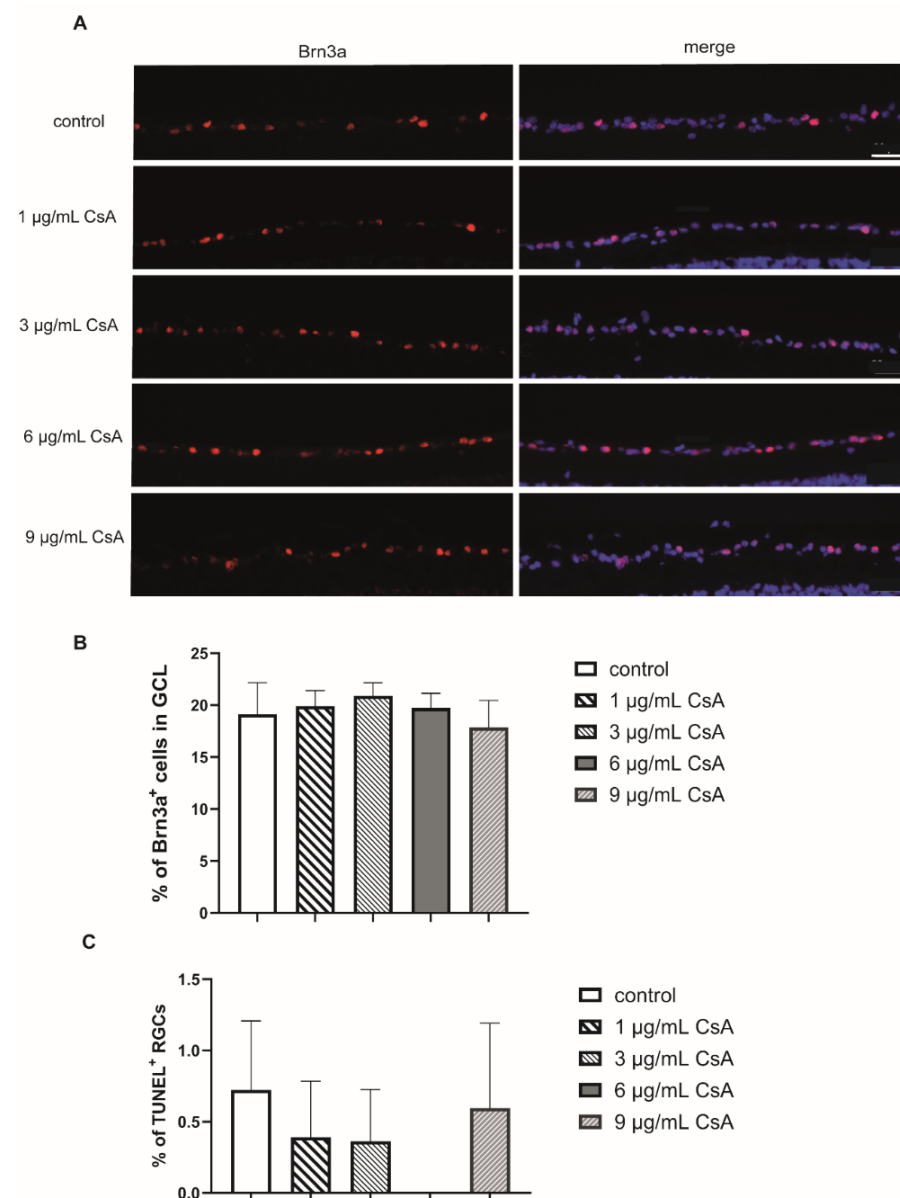 A
Brn3a merge
control
1 µg/mL CsA
3 µg/mL CsA
6 µg/mL CsA
9 µg/mL CsA
B
% of Brn3a⁺ cells in GCL
25
20
15
10
5
0
control
1 µg/mL CsA
3 µg/mL CsA
6 µg/mL CsA
9 µg/mL CsA
C
% of TUNEL⁺ RGCs
1.5
1.0
0.5
0.0
control
1 µg/mL CsA
3 µg/mL CsA
6 µg/mL CsA
9 µg/mL CsA